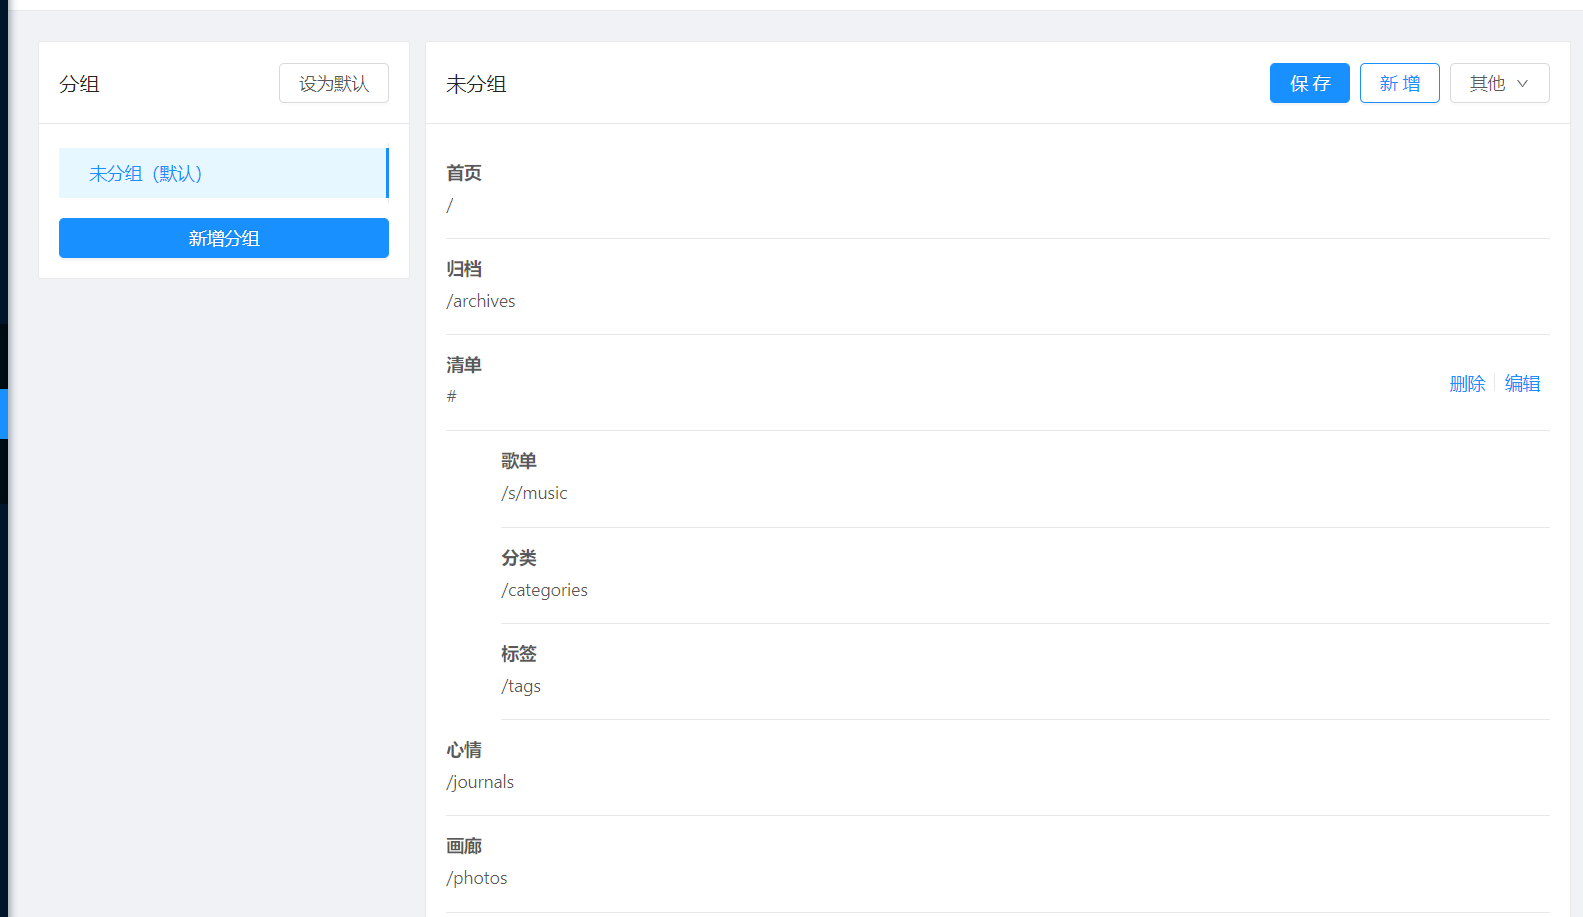 分组
设为默认
未分组（默认）
新增分组
未分组
保 存
新 增
其他
首页
/
归档
/archives
清单
#
删除
编辑
歌单
/s/music
分类
/categories
标签
/tags
心情
/journals
画廊
/photos